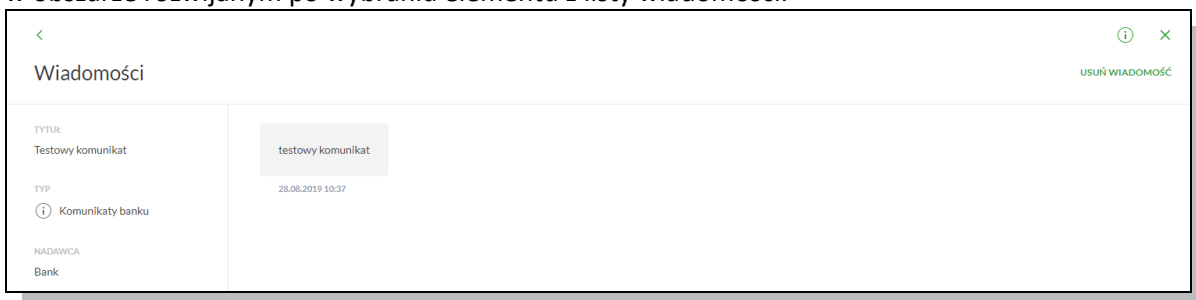 w obszarze rozwijanym po wybraniu elementu z listy wiadomości.
Wiadomości
USUŃ WIADOMOŚĆ
TYTUŁ
Testowy komunikat
testowy komunikat
28.08.2019 10:37
TYP
Komunikaty banku
NADAWCA
Bank